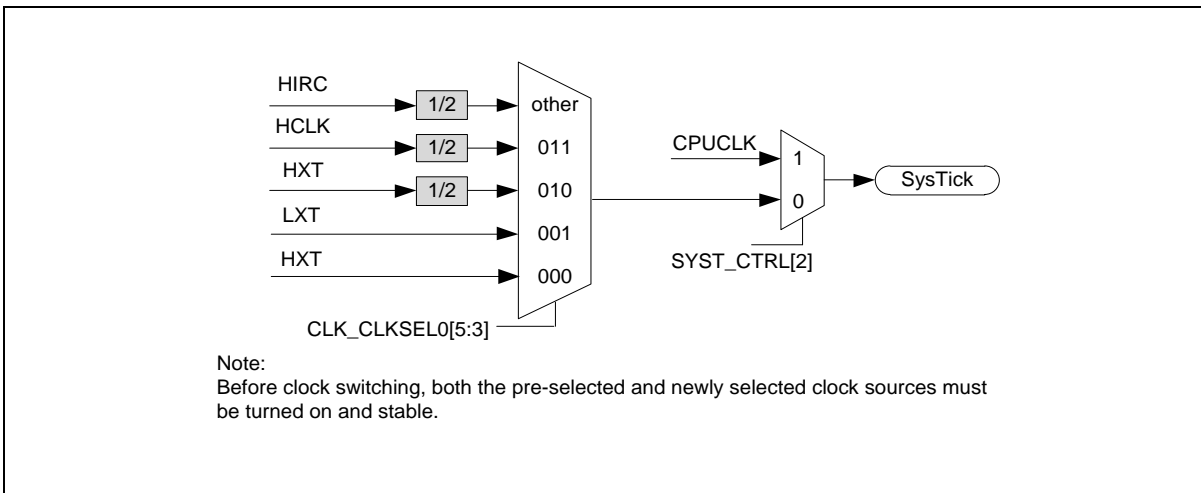 HIRC
1/2
other
HCLK
1/2
011
CPUCLK
1
HXT
1/2
010
SysTick
LXT
001
0
HXT
000
SYST_CTRL[2]
CLK_CLKSEL0[5:3]
Note:
Before clock switching, both the pre-selected and newly selected clock sources must
be turned on and stable.